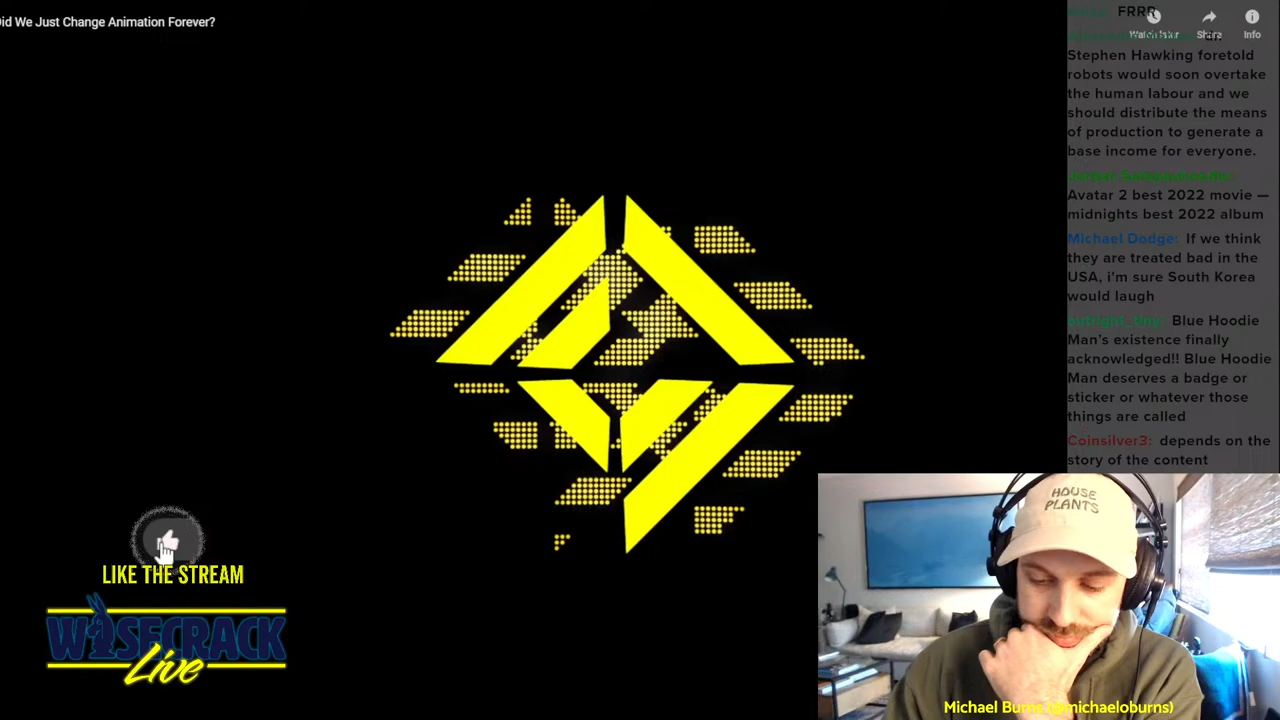 Did We Just Change Animation Forever?
FRRR
Watch later
Share
Info
Stephen Hawking foretold
robots would soon overtake
the human labour and we
should distribute the means
of production to generate a
base income for everyone.
Avatar 2 best 2022 movie —
midnights best 2022 album
Michael Dodge: If we think
they are treated bad in the
USA, i'm sure South Korea
would laugh
outright_tiny: Blue Hoodie
Man's existence finally
acknowledged!! Blue Hoodie
Man deserves a badge or
sticker or whatever those
things are called
Coinsilver3: depends on the
story of the content
LIKE THE STREAM
WISECRACK
Live
HOUSE
PLANTS
Michael Burns (@michaeloburns)